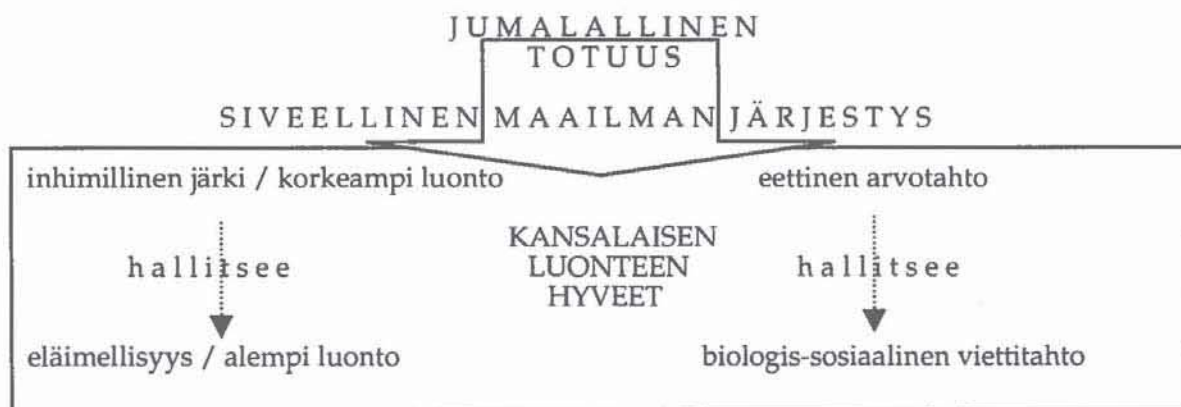 JUMALALLINEN
TOTUUS
SIVEELLINEN MAAILMAN JÄRJESTYS
inhimillinen järki / korkeampi luonto eettinen arvotahto
KANSALAISEN
hallitsee LUONTEEN hallitsee
HYVEET
eläimellisyys / alempi luonto biologis-sosiaalinen viettitahto